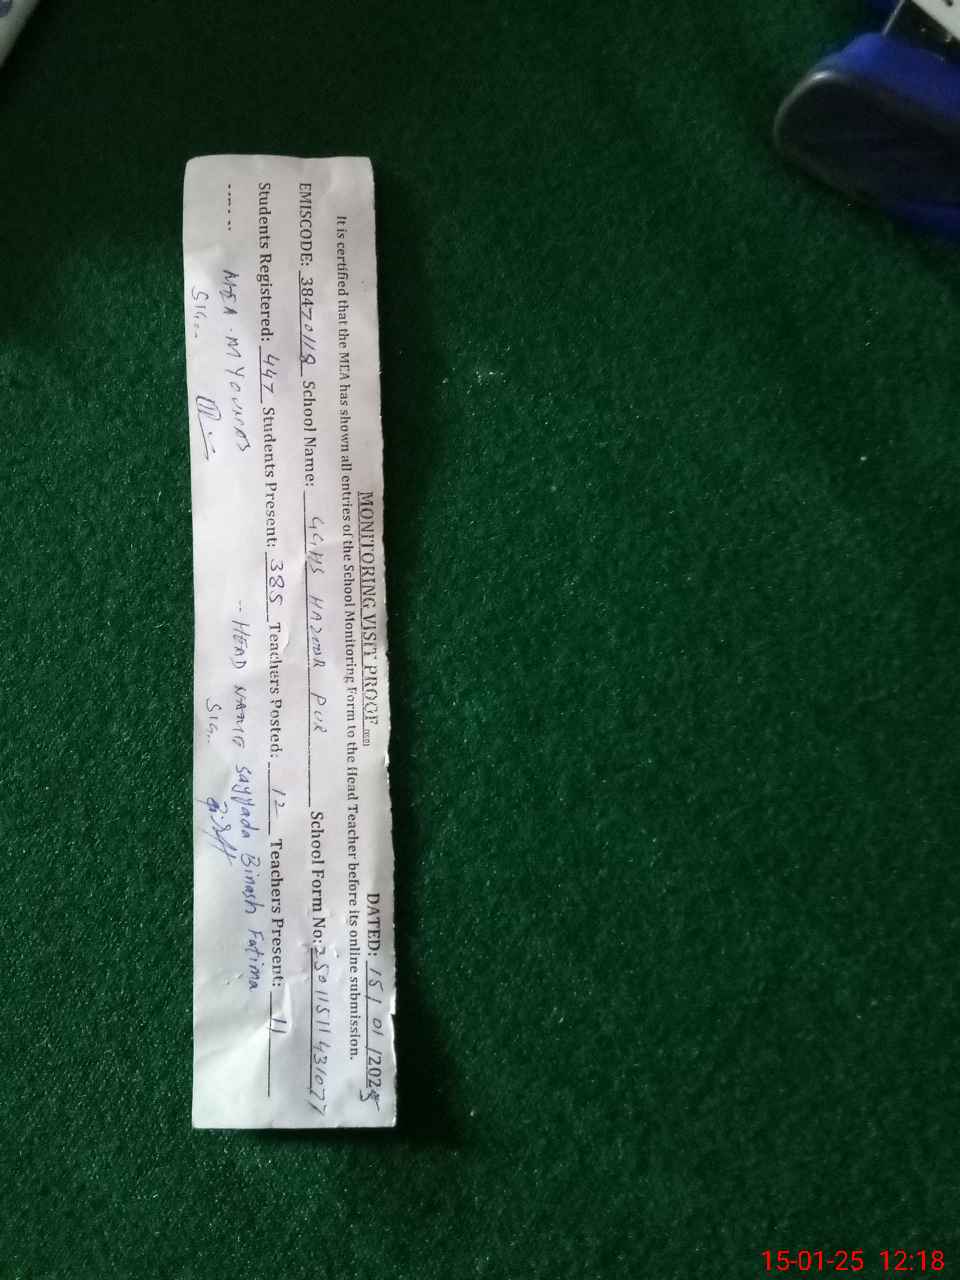 MONITORING VISIT PROOF DATED: 15/01/2025
It is certified that the MEA has shown all entries of the School Monitoring Form to the Head Teacher before its online submission.
EMISCODE: 38470118 School Name: GGHS HAZOOR PUR School Form No: 25011511431077
Students Registered: 447 Students Present: 385 Teachers Posted: 12 Teachers Present: 11
MEA. M YOUNAS -- HEAD NAME Sayyada Binash Fatima
SIG.. SIG..
15-01-25 12:18